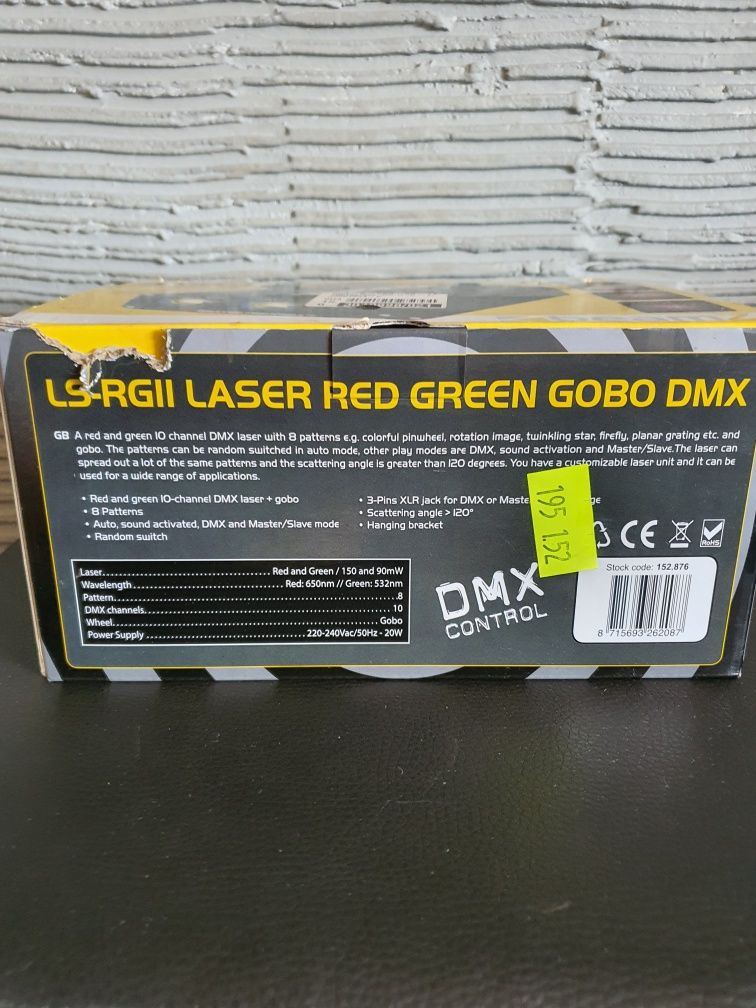 LS-RGII LASER RED GREEN GOBO DMX
GB A red and green 10 channel DMX laser with 8 patterns e.g. colorful pinwheel, rotation image, twinkling star, firefly, planar grating etc. and
gobo. The patterns can be random switched in auto mode, other play modes are DMX, sound activation and Master/Slave.The laser can
spread out a lot of the same patterns and the scattering angle is greater than 120 degrees. You have a customizable laser unit and it can be
used for a wide range of applications.
• Red and green 10-channel DMX laser + gobo
• 8 Patterns
• Auto, sound activated, DMX and Master/Slave mode
• Random switch
• 3-Pins XLR jack for DMX or Maste
• Scattering angle > 120°
• Hanging bracket
195 152
CE
RoHS
Laser Red and Green / 150 and 90mW
Wavelength Red: 650nm // Green: 532nm
Pattern 8
DMX channels 10
Wheel Gobo
Power Supply 220-240Vac/50Hz - 20W
DMX
CONTROL
Stock code: 152.876
8 715693 262087